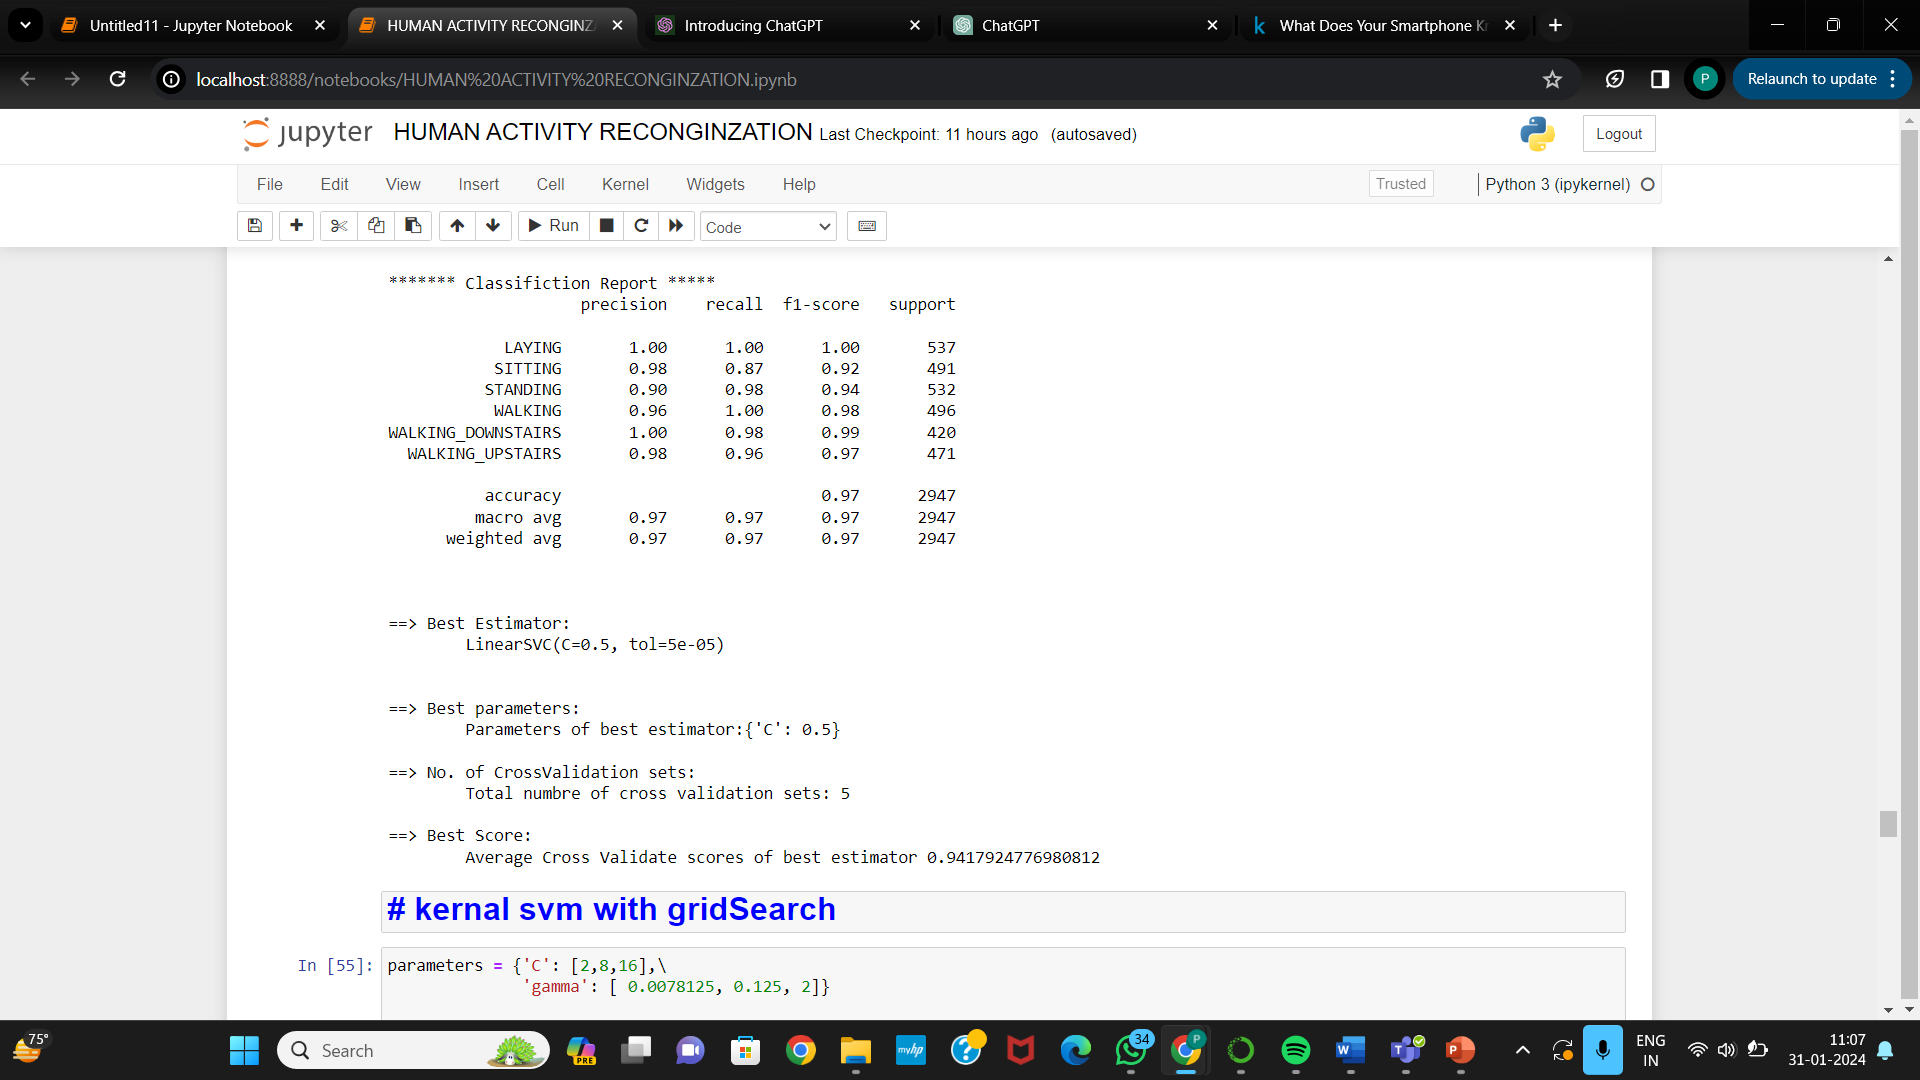 Untitled11 - Jupyter Notebook
HUMAN ACTIVITY RECONGINZA
Introducing ChatGPT
ChatGPT
What Does Your Smartphone Kn
localhost:8888/notebooks/HUMAN%20ACTIVITY%20RECONGINZATION.ipynb
P
Relaunch to update
jupyter HUMAN ACTIVITY RECONGINZATION Last Checkpoint: 11 hours ago (autosaved)
Logout
File Edit View Insert Cell Kernel Widgets Help
Trusted
Python 3 (ipykernel)
Run
Code
******* Classifiction Report *****
precision recall f1-score support
LAYING 1.00 1.00 1.00 537
SITTING 0.98 0.87 0.92 491
STANDING 0.90 0.98 0.94 532
WALKING 0.96 1.00 0.98 496
WALKING_DOWNSTAIRS 1.00 0.98 0.99 420
WALKING_UPSTAIRS 0.98 0.96 0.97 471
accuracy 0.97 2947
macro avg 0.97 0.97 0.97 2947
weighted avg 0.97 0.97 0.97 2947
==> Best Estimator:
LinearSVC(C=0.5, tol=5e-05)
==> Best parameters:
Parameters of best estimator:{'C': 0.5}
==> No. of CrossValidation sets:
Total numbre of cross validation sets: 5
==> Best Score:
Average Cross Validate scores of best estimator 0.9417924776980812
# kernal svm with gridSearch
In [55]: parameters = {'C': [2,8,16],\
'gamma': [ 0.0078125, 0.125, 2]}
75°
Search
PRE
myhp
34
P
ENG
IN
11:07
31-01-2024